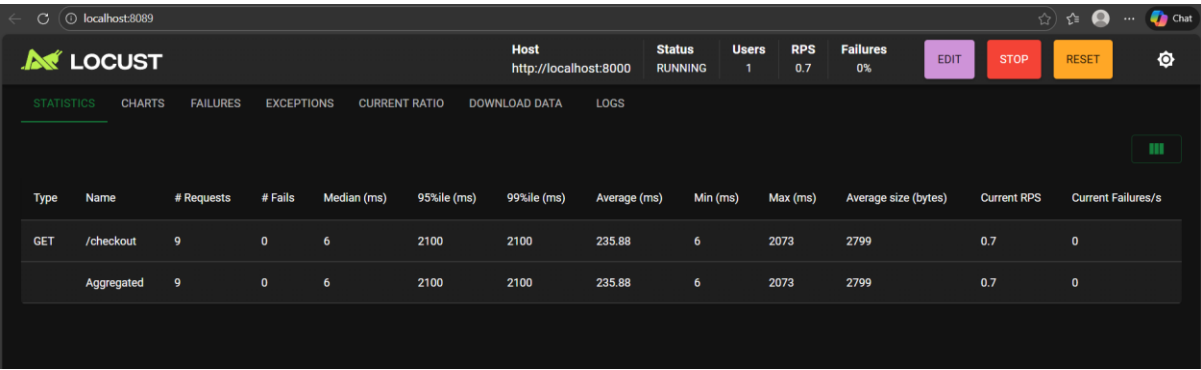 localhost:8089
Chat
LOCUST
Host
http://localhost:8000
Status
RUNNING
Users
1
RPS
0.7
Failures
0%
EDIT
STOP
RESET
STATISTICS CHARTS FAILURES EXCEPTIONS CURRENT RATIO DOWNLOAD DATA LOGS
Type Name # Requests # Fails Median (ms) 95%ile (ms) 99%ile (ms) Average (ms) Min (ms) Max (ms) Average size (bytes) Current RPS Current Failures/s
GET /checkout 9 0 6 2100 2100 235.88 6 2073 2799 0.7 0
Aggregated 9 0 6 2100 2100 235.88 6 2073 2799 0.7 0